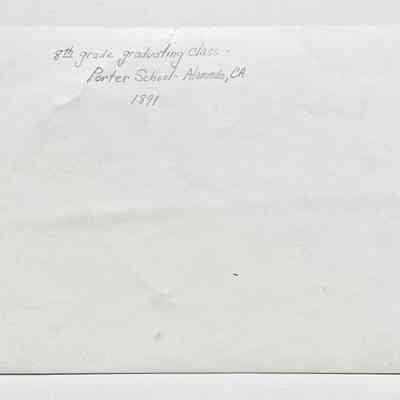 8th grade graduating class -
Porter School - Alameda, CA
1891